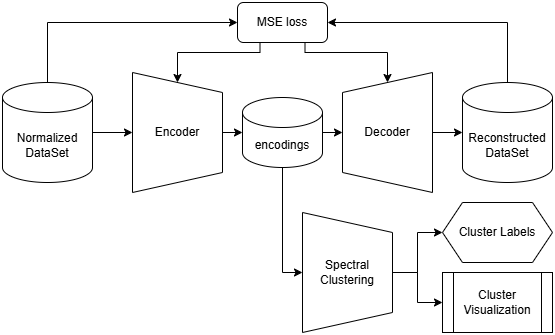 MSE loss
Normalized
DataSet
Encoder
encodings
Decoder
Reconstructed
DataSet
Spectral
Clustering
Cluster Labels
Cluster
Visualization